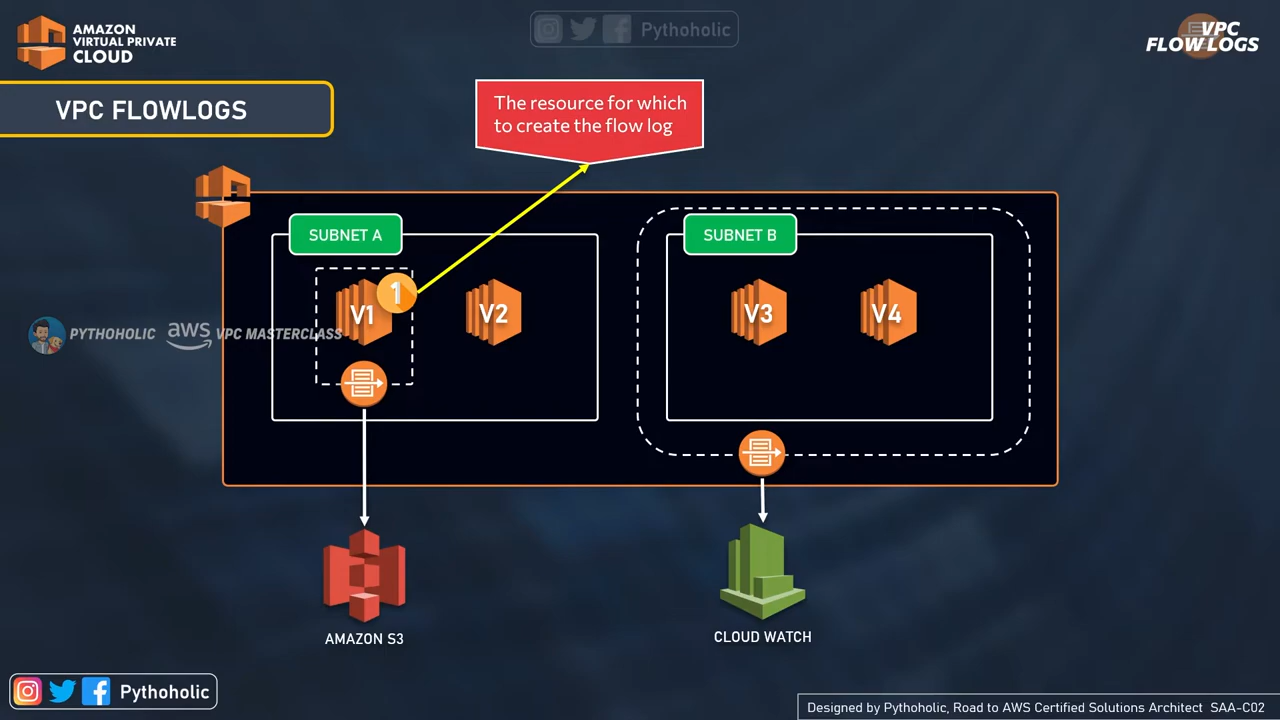 AMAZON
VIRTUAL PRIVATE
CLOUD
Pythoholic
VPC
FLOW LOGS
VPC FLOWLOGS
The resource for which
to create the flow log
SUBNET A
SUBNET B
1
V1
V2
V3
V4
PYTHOHOLIC
aws
VPC MASTERCLASS
AMAZON S3
CLOUD WATCH
Pythoholic
Designed by Pythoholic, Road to AWS Certified Solutions Architect SAA-C02